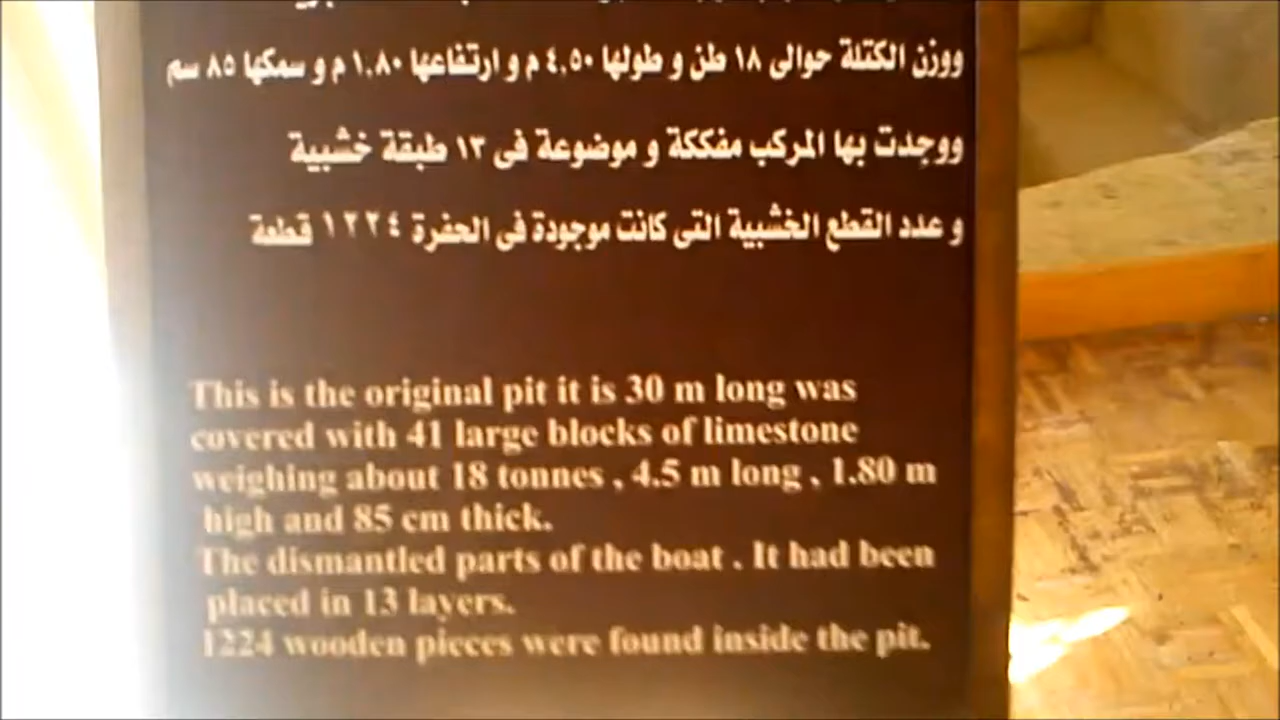 ووزن الكتلة حوالى ١٨ طن و طولها ٤,٥٠ م و ارتفاعها ١,٨٠ م و سمكها ٨٥ سم
ووجدت بها المركب مفككة و موضوعة فى ١٣ طبقة خشبية
و عدد القطع الخشبية التى كانت موجودة فى الحفرة ١٢٢٤ قطعة
This is the original pit it is 30 m long was
covered with 41 large blocks of limestone
weighing about 18 tonnes , 4.5 m long , 1.80 m
high and 85 cm thick.
The dismantled parts of the boat . It had been
placed in 13 layers.
1224 wooden pieces were found inside the pit.